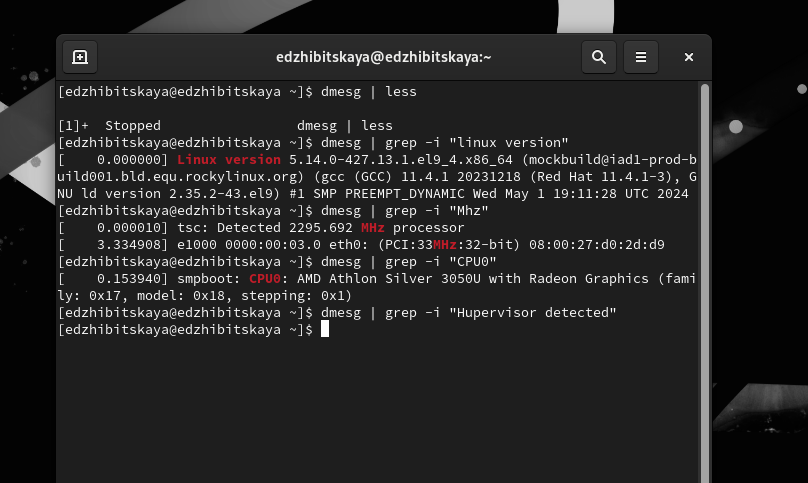 edzhibitskaya@edzhibitskaya:~
[edzhibitskaya@edzhibitskaya ~]$ dmesg | less
[1]+  Stopped                 dmesg | less
[edzhibitskaya@edzhibitskaya ~]$ dmesg | grep -i "linux version"
[    0.000000] Linux version 5.14.0-427.13.1.el9_4.x86_64 (mockbuild@iad1-prod-b
uild001.bld.equ.rockylinux.org) (gcc (GCC) 11.4.1 20231218 (Red Hat 11.4.1-3), G
NU ld version 2.35.2-43.el9) #1 SMP PREEMPT_DYNAMIC Wed May 1 19:11:28 UTC 2024
[edzhibitskaya@edzhibitskaya ~]$ dmesg | grep -i "Mhz"
[    0.000010] tsc: Detected 2295.692 MHz processor
[    3.334908] e1000 0000:00:03.0 eth0: (PCI:33MHz:32-bit) 08:00:27:d0:2d:d9
[edzhibitskaya@edzhibitskaya ~]$ dmesg | grep -i "CPU0"
[    0.153940] smpboot: CPU0: AMD Athlon Silver 3050U with Radeon Graphics (fami
ly: 0x17, model: 0x18, stepping: 0x1)
[edzhibitskaya@edzhibitskaya ~]$ dmesg | grep -i "Hupervisor detected"
[edzhibitskaya@edzhibitskaya ~]$